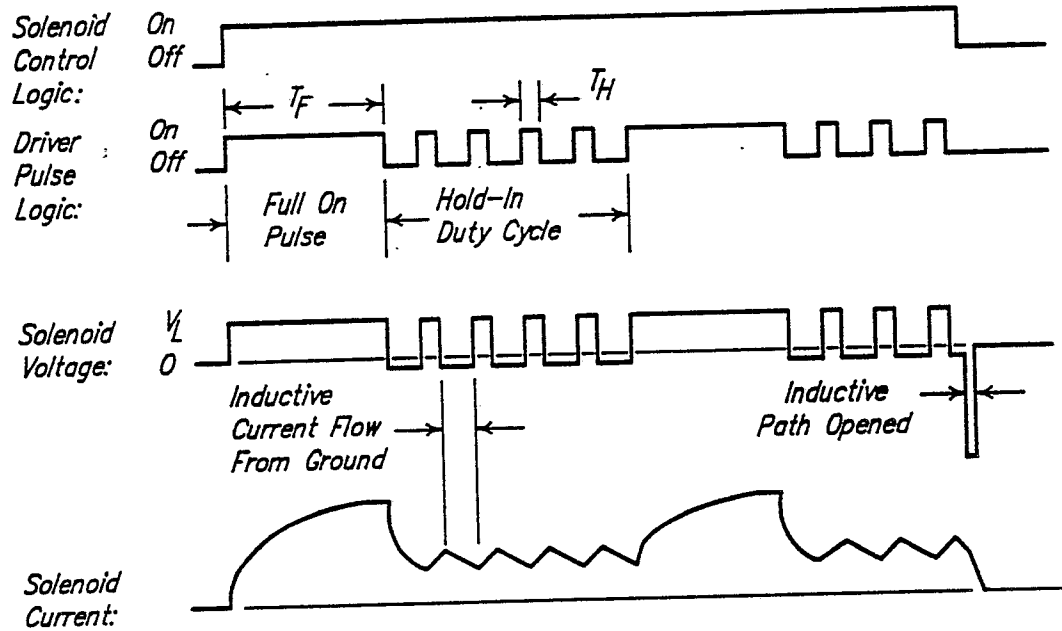 Solenoid On
Control Off
Logic:
T_F
T_H
Driver On
Pulse Off
Logic:
Full On
Pulse
Hold-In
Duty Cycle
Solenoid V_L
Voltage: 0
Inductive
Current Flow
From Ground
Inductive
Path Opened
Solenoid
Current: